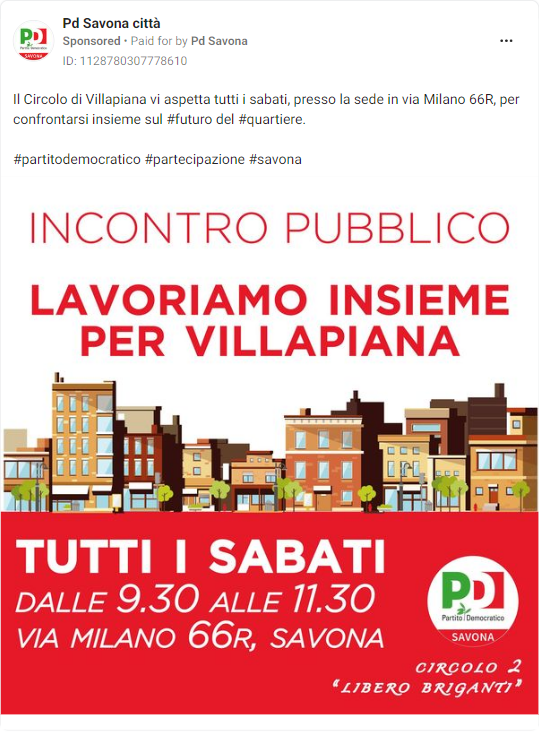 Pd Savona città
Sponsored • Paid for by Pd Savona
ID: 1128780307778610
Il Circolo di Villapiana vi aspetta tutti i sabati, presso la sede in via Milano 66R, per
confrontarsi insieme sul #futuro del #quartiere.
#partitodemocratico #partecipazione #savona
INCONTRO PUBBLICO
LAVORIAMO INSIEME
PER VILLAPIANA
TUTTI I SABATI
DALLE 9.30 ALLE 11.30
VIA MILANO 66R, SAVONA
PD
Partito Democratico
SAVONA
CIRCOLO 2
"LIBERO BRIGANTI"